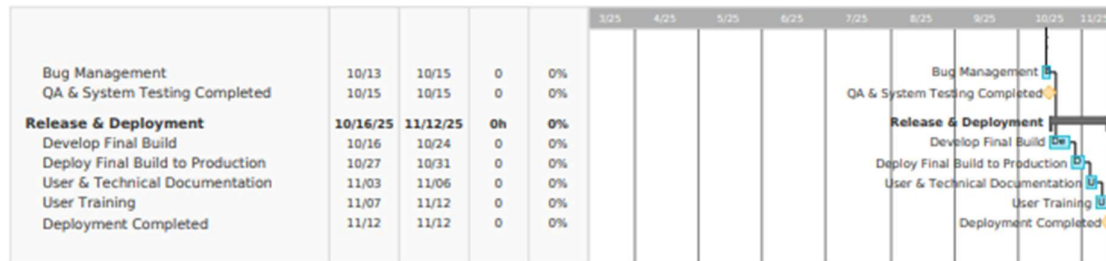 3/25 4/25 5/25 6/25 7/25 8/25 9/25 10/25 11/25
Bug Management 10/13 10/15 0 0% Bug Management
QA & System Testing Completed 10/15 10/15 0 0% QA & System Testing Completed
Release & Deployment 10/16/25 11/12/25 0h 0% Release & Deployment
Develop Final Build 10/16 10/24 0 0% Develop Final Build De
Deploy Final Build to Production 10/27 10/31 0 0% Deploy Final Build to Production D
User & Technical Documentation 11/03 11/06 0 0% User & Technical Documentation U
User Training 11/07 11/12 0 0% User Training U
Deployment Completed 11/12 11/12 0 0% Deployment Completed